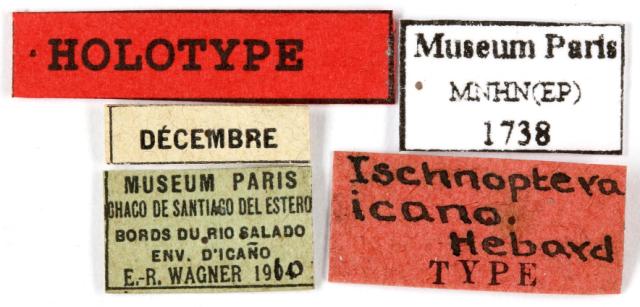 HOLOTYPE
Museum Paris
MNHN(EP)
1738
DÉCEMBRE
MUSEUM PARIS
CHACO DE SANTIAGO DEL ESTERO
BORDS DU RIO SALADO
ENV. D'ICAÑO
E.-R. WAGNER 1910
Ischnoptera
icano.
Hebard
TYPE